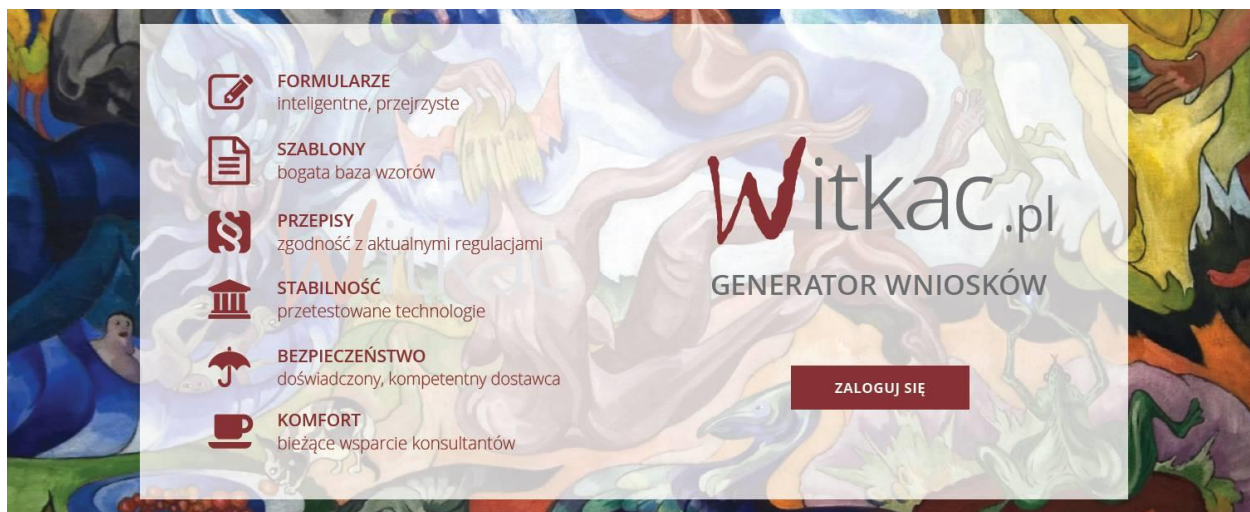 FORMULARZE
inteligentne, przejrzyste
SZABLONY
bogata baza wzorów
PRZEPISY
zgodność z aktualnymi regulacjami
STABILNOŚĆ
przetestowane technologie
BEZPIECZEŃSTWO
doświadczony, kompetentny dostawca
KOMFORT
bieżące wsparcie konsultantów
Witkac.pl
GENERATOR WNIOSKÓW
ZALOGUJ SIĘ